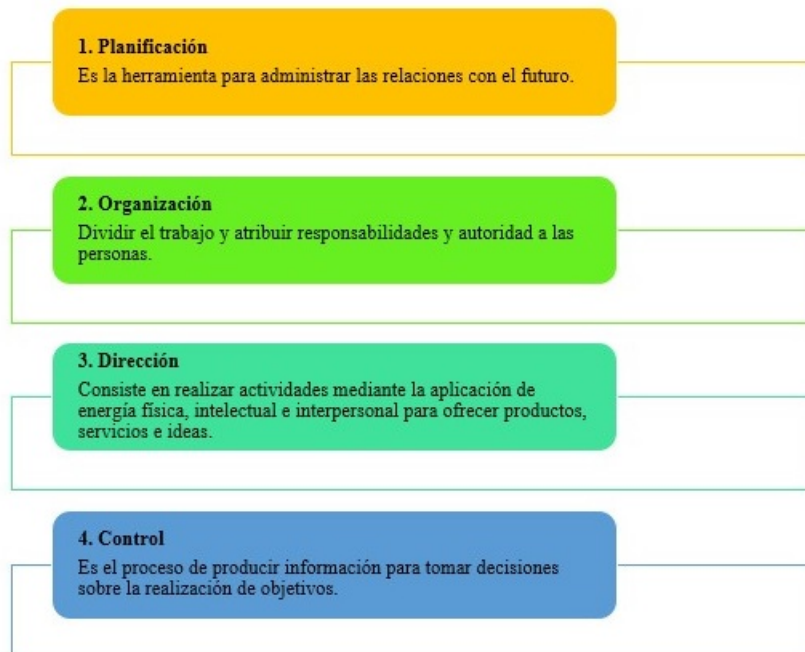 1. Planificación
Es la herramienta para administrar las relaciones con el futuro.
2. Organización
Dividir el trabajo y atribuir responsabilidades y autoridad a las
personas.
3. Dirección
Consiste en realizar actividades mediante la aplicación de
energía física, intelectual e interpersonal para ofrecer productos,
servicios e ideas.
4. Control
Es el proceso de producir información para tomar decisiones
sobre la realización de objetivos.